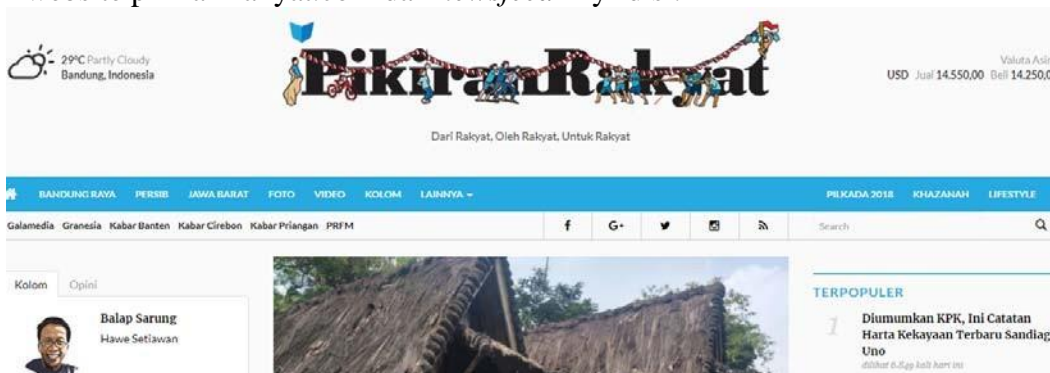 29°C Partly Cloudy
Bandung, Indonesia
PikiranRakyat
Dari Rakyat, Oleh Rakyat, Untuk Rakyat
Valuta Asin
USD Jual 14.550,00 Beli 14.250,0
BANDUNG RAYA PERSIB JAWA BARAT FOTO VIDEO KOLOM LAINNYA
PILKADA 2018 KHAZANAH LIFESTYLE
Galamedia Granesia Kabar Banten Kabar Cirebon Kabar Priangan PRFM
f G+
Search
Kolom Opini
Balap Sarung
Hawe Setiawan
TERPOPULER
1
Diumumkan KPK, Ini Catatan
Harta Kekayaan Terbaru Sandiag
Uno
kali hari ini